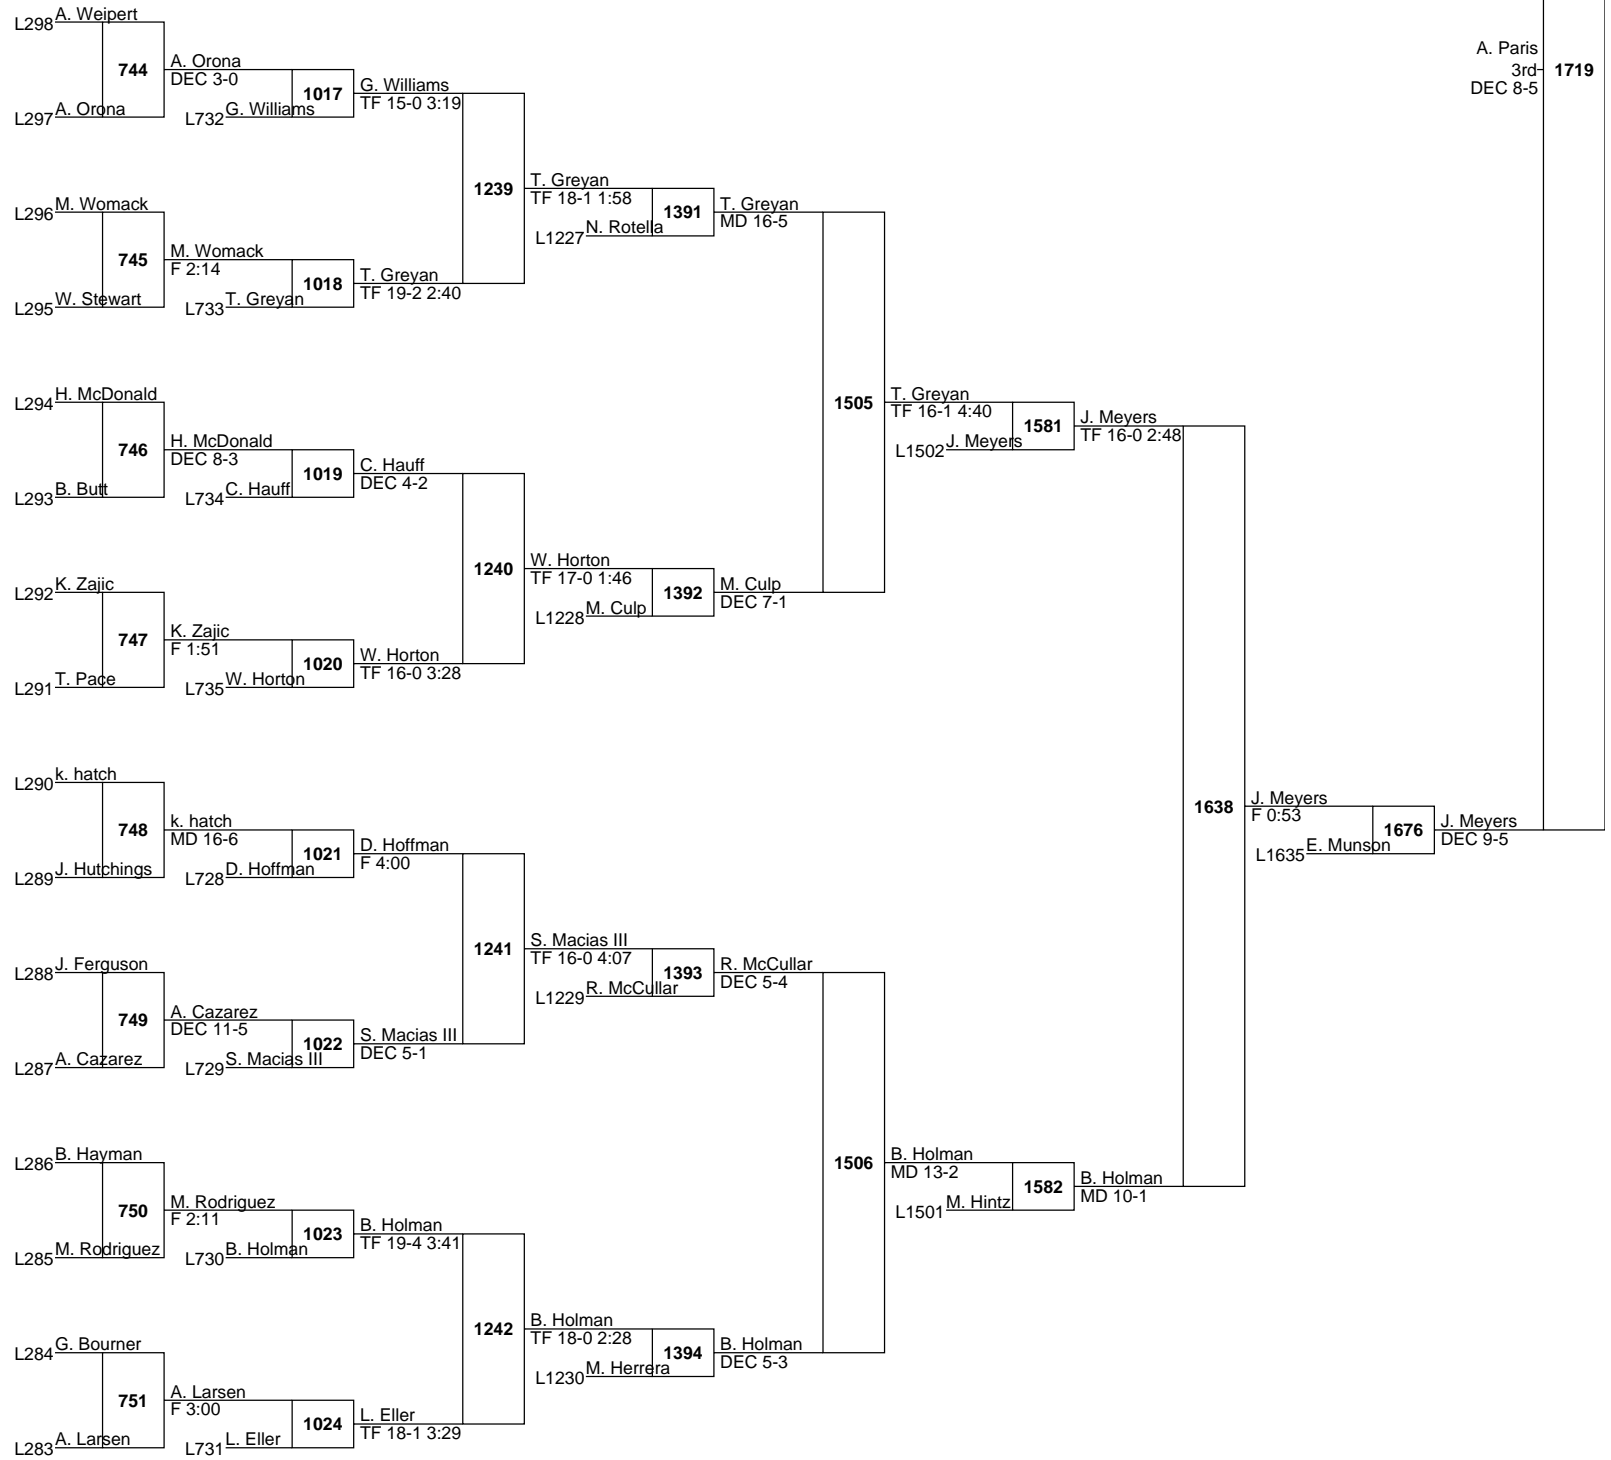 A. Weipert
L298
744
A. Orona
DEC 3-0
A. Orona
L297
1017
G. Williams
L732
G. Williams
TF 15-0 3:19
1239
M. Womack
L296
745
M. Womack
F 2:14
W. Stewart
L295
1018
T. Greyan
L733
T. Greyan
TF 19-2 2:40
T. Greyan
TF 18-1 1:58
1391
N. Rotella
L1227
T. Greyan
MD 16-5
1505
H. McDonald
L294
746
H. McDonald
DEC 8-3
B. Butt
L293
1019
C. Hauff
L734
C. Hauff
DEC 4-2
1240
K. Zajic
L292
747
K. Zajic
F 1:51
T. Pace
L291
1020
W. Horton
L735
W. Horton
TF 16-0 3:28
W. Horton
TF 17-0 1:46
1392
M. Culp
L1228
M. Culp
DEC 7-1
T. Greyan
TF 16-1 4:40
1581
J. Meyers
L1502
J. Meyers
TF 16-0 2:48
1638
k. hatch
L290
748
k. hatch
MD 16-6
J. Hutchings
L289
1021
D. Hoffman
L728
D. Hoffman
F 4:00
1241
J. Ferguson
L288
749
A. Cazarez
DEC 11-5
A. Cazarez
L287
1022
S. Macias III
L729
S. Macias III
DEC 5-1
S. Macias III
TF 16-0 4:07
1393
R. McCullar
L1229
R. McCullar
DEC 5-4
1506
B. Hayman
L286
750
M. Rodriguez
F 2:11
M. Rodriguez
L285
1023
B. Holman
L730
B. Holman
TF 19-4 3:41
1242
G. Bourner
L284
751
A. Larsen
F 3:00
A. Larsen
L283
1024
L. Eller
L731
L. Eller
TF 18-1 3:29
B. Holman
TF 18-0 2:28
1394
M. Herrera
L1230
B. Holman
DEC 5-3
B. Holman
MD 13-2
1582
M. Hintz
L1501
B. Holman
MD 10-1
J. Meyers
F 0:53
1676
E. Munson
L1635
J. Meyers
DEC 9-5
A. Paris
3rd
DEC 8-5
1719